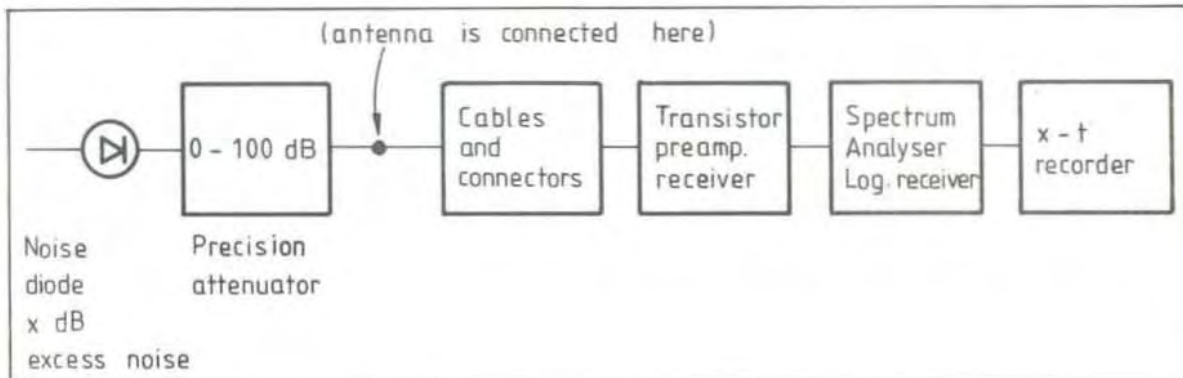 (antenna is connected here)
0 - 100 dB
Cables
and
connectors
Transistor
preamp.
receiver
Spectrum
Analyser
Log. receiver
x - t
recorder
Noise
diode
x dB
excess noise
Precision
attenuator